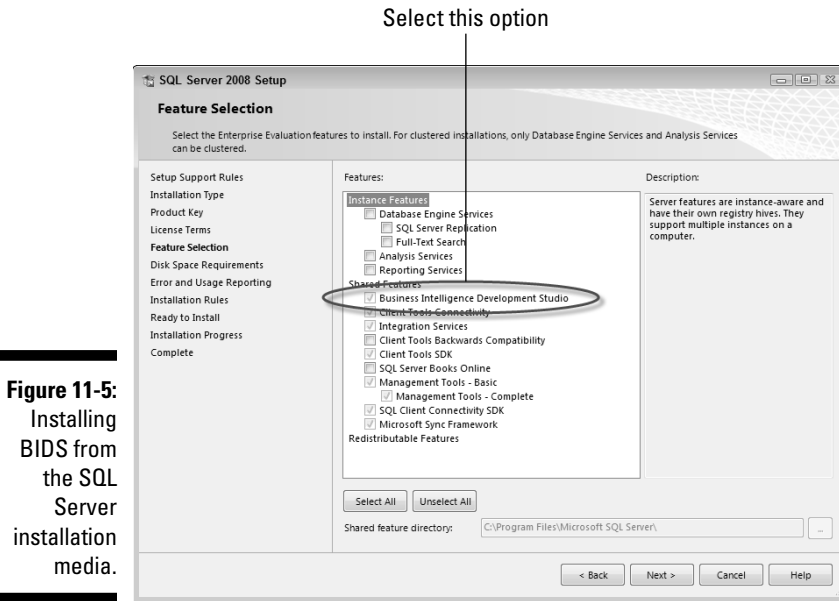 Select this option
SQL Server 2008 Setup
Feature Selection
Select the Enterprise Evaluation features to install. For clustered installations, only Database Engine Services and Analysis Services
can be clustered.
Setup Support Rules
Installation Type
Product Key
License Terms
Feature Selection
Disk Space Requirements
Error and Usage Reporting
Installation Rules
Ready to Install
Installation Progress
Complete
Features:
Instance Features
Database Engine Services
SQL Server Replication
Full-Text Search
Analysis Services
Reporting Services
Shared Features
Business Intelligence Development Studio
Client Tools Connectivity
Integration Services
Client Tools Backwards Compatibility
Client Tools SDK
SQL Server Books Online
Management Tools - Basic
Management Tools - Complete
SQL Client Connectivity SDK
Microsoft Sync Framework
Redistributable Features
Description:
Server features are instance-aware and
have their own registry hives. They
support multiple instances on a
computer.
Select All
Unselect All
Shared feature directory:
C:\Program Files\Microsoft SQL Server\
...
< Back
Next >
Cancel
Help
Figure 11-5:
Installing
BIDS from
the SQL
Server
installation
media.